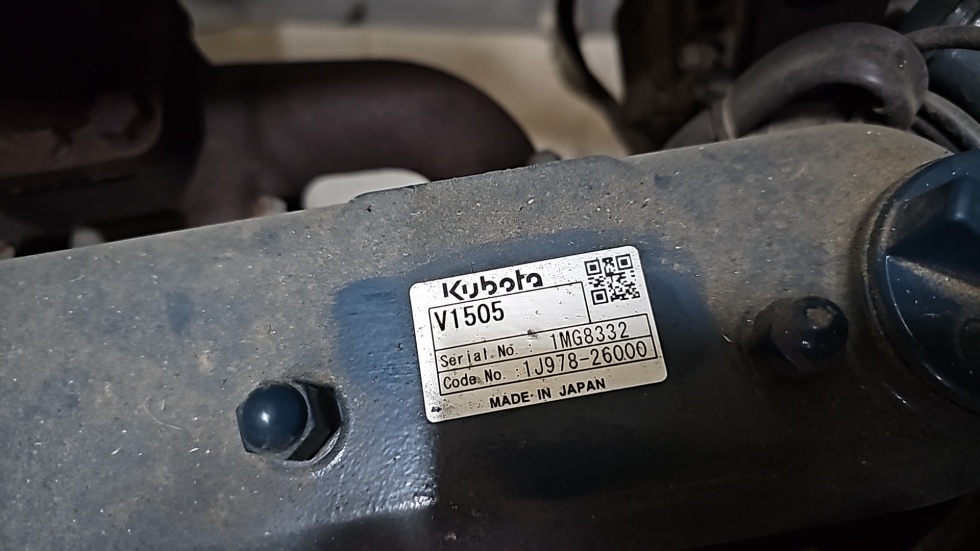 Kubota
V1505
Serial No. : 1MG8332
Code No. : 1J978-26000
MADE IN JAPAN